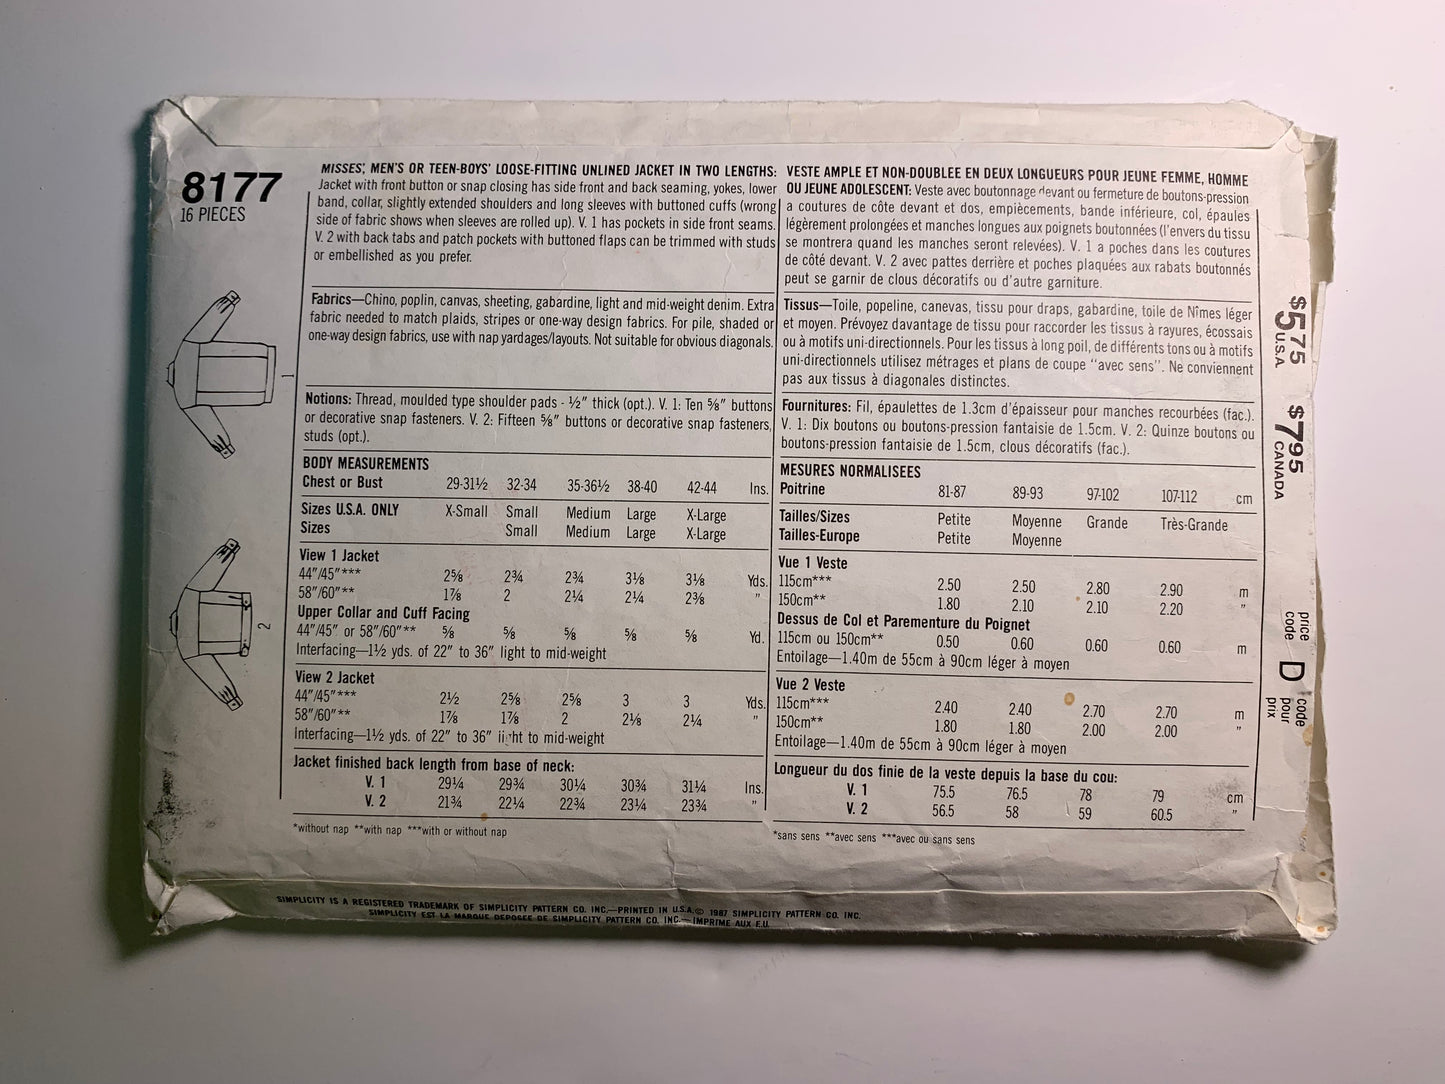 8177
16 PIECES
MISSES', MEN'S OR TEEN-BOYS' LOOSE-FITTING UNLINED JACKET IN TWO LENGTHS:
Jacket with front button or snap closing has side front and back seaming, yokes, lower
band, collar, slightly extended shoulders and long sleeves with buttoned cuffs (wrong
side of fabric shows when sleeves are rolled up). V. 1 has pockets in side front seams.
V. 2 with back tabs and patch pockets with buttoned flaps can be trimmed with studs
or embellished as you prefer.
Fabrics—Chino, poplin, canvas, sheeting, gabardine, light and mid-weight denim. Extra
fabric needed to match plaids, stripes or one-way design fabrics. For pile, shaded or
one-way design fabrics, use with nap yardages/layouts. Not suitable for obvious diagonals.
Notions: Thread, moulded type shoulder pads - ½" thick (opt.). V. 1: Ten ⅝" buttons
or decorative snap fasteners. V. 2: Fifteen ⅝" buttons or decorative snap fasteners,
studs (opt.).
BODY MEASUREMENTS
Chest or Bust 29-31½ 32-34 35-36½ 38-40 42-44 Ins.
Sizes U.S.A. ONLY X-Small Small Medium Large X-Large
Sizes Small Medium Large X-Large
View 1 Jacket
44"/45"*** 2⅝ 2¾ 2¾ 3⅛ 3⅛ Yds.
58"/60"** 1⅞ 2 2¼ 2¼ 2⅜ "
Upper Collar and Cuff Facing
44"/45" or 58"/60"** ⅝ ⅝ ⅝ ⅝ ⅝ Yd.
Interfacing—1½ yds. of 22" to 36" light to mid-weight
View 2 Jacket
44"/45"*** 2½ 2⅝ 2⅝ 3 3 Yds.
58"/60"** 1⅞ 1⅞ 2 2⅛ 2¼ "
Interfacing—1½ yds. of 22" to 36" light to mid-weight
Jacket finished back length from base of neck:
V. 1 29¼ 29¾ 30¼ 30¾ 31¼ Ins.
V. 2 21¾ 22¼ 22¾ 23¼ 23¾ "
*without nap **with nap ***with or without nap
VESTE AMPLE ET NON-DOUBLEE EN DEUX LONGUEURS POUR JEUNE FEMME, HOMME
OU JEUNE ADOLESCENT: Veste avec boutonnage devant ou fermeture de boutons-pression
a coutures de côte devant et dos, empiècements, bande inférieure, col, épaules
légèrement prolongées et manches longues aux poignets boutonnées (l'envers du tissu
se montrera quand les manches seront relevées). V. 1 a poches dans les coutures
de côté devant. V. 2 avec pattes derrière et poches plaquées aux rabats boutonnés
peut se garnir de clous décoratifs ou d'autre garniture.
Tissus—Toile, popeline, canevas, tissu pour draps, gabardine, toile de Nîmes léger
et moyen. Prévoyez davantage de tissu pour raccorder les tissus à rayures, écossais
ou à motifs uni-directionnels. Pour les tissus à long poil, de différents tons ou à motifs
uni-directionnels utilisez métrages et plans de coupe "avec sens". Ne conviennent
pas aux tissus à diagonales distinctes.
Fournitures: Fil, épaulettes de 1.3cm d'épaisseur pour manches recourbées (fac.).
V. 1: Dix boutons ou boutons-pression fantaisie de 1.5cm. V. 2: Quinze boutons ou
boutons-pression fantaisie de 1.5cm, clous décoratifs (fac.).
MESURES NORMALISEES
Poitrine 81-87 89-93 97-102 107-112 cm
Tailles/Sizes Petite Moyenne Grande Très-Grande
Tailles-Europe Petite Moyenne
Vue 1 Veste
115cm*** 2.50 2.50 2.80 2.90 m
150cm** 1.80 2.10 2.10 2.20 "
Dessus de Col et Parementure du Poignet
115cm ou 150cm** 0.50 0.60 0.60 0.60 m
Entoilage—1.40m de 55cm à 90cm léger à moyen
Vue 2 Veste
115cm*** 2.40 2.40 2.70 2.70 m
150cm** 1.80 1.80 2.00 2.00 "
Entoilage—1.40m de 55cm à 90cm léger à moyen
Longueur du dos finie de la veste depuis la base du cou:
V. 1 75.5 76.5 78 79 cm
V. 2 56.5 58 59 60.5 "
*sans sens **avec sens ***avec ou sans sens
1
2
$575
U.S.A.
$795
CANADA
price
code
D
code
pour
prix
SIMPLICITY IS A REGISTERED TRADEMARK OF SIMPLICITY PATTERN CO. INC.—PRINTED IN U.S.A.© 1987 SIMPLICITY PATTERN CO. INC.
SIMPLICITY EST LA MARQUE DEPOSEE DE SIMPLICITY PATTERN CO. INC.—IMPRIME AUX E.U.